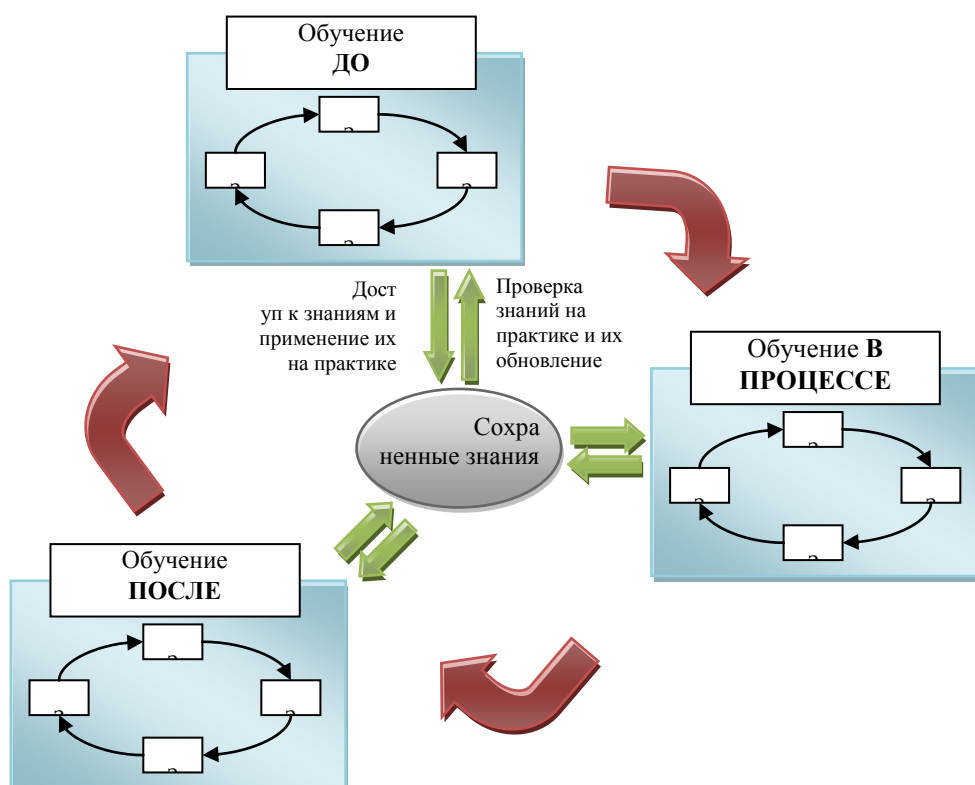 Обучение
ДО
Дост
уп к знаниям и
применение их
на практике
Проверка
знаний на
практике и их
обновление
Обучение В
ПРОЦЕССЕ
Сохра
ненные знания
Обучение
ПОСЛЕ